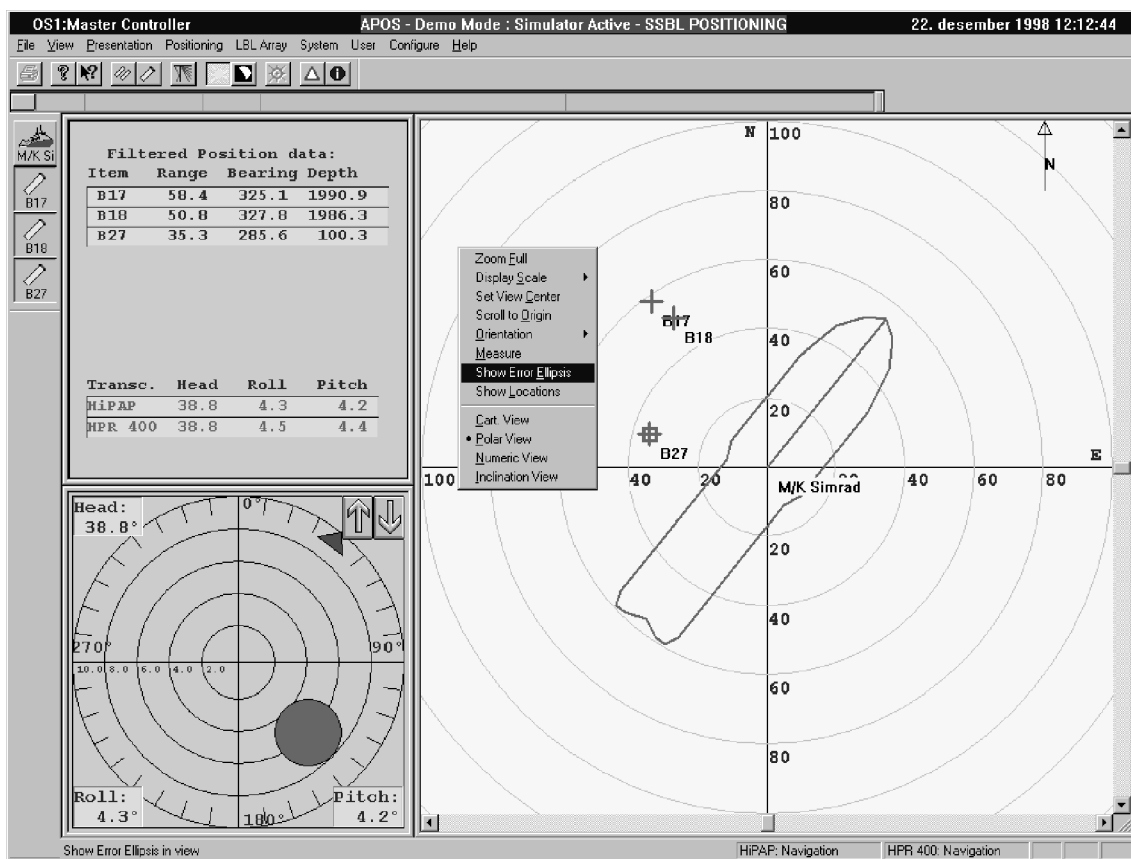 OS1:Master Controller APOS - Demo Mode : Simulator Active - SSBL POSITIONING 22. desember 1998 12:12:44
File View Presentation Positioning LBL Array System User Configure Help
M/K Si
B17
B18
B27
Filtered Position data:
Item Range Bearing Depth
B17 58.4 325.1 1990.9
B18 50.8 327.8 1986.3
B27 35.3 285.6 100.3
Transc. Head Roll Pitch
HiPAP 38.8 4.3 4.2
HPR 400 38.8 4.5 4.4
Head:
38.8°
0°
270°
90°
10.0 8.0 6.0 4.0 2.0
Roll:
4.3°
180°
Pitch:
4.2°
N 100
N
80
60
B17
B18
40
20
B27
E
100 40 20 20 40 60 80
M/K Simrad
20
40
60
80
Zoom Full
Display Scale
Set View Center
Scroll to Origin
Orientation
Measure
Show Error Ellipsis
Show Locations
Cart. View
Polar View
Numeric View
Inclination View
Show Error Ellipsis in view HiPAP: Navigation HPR 400: Navigation